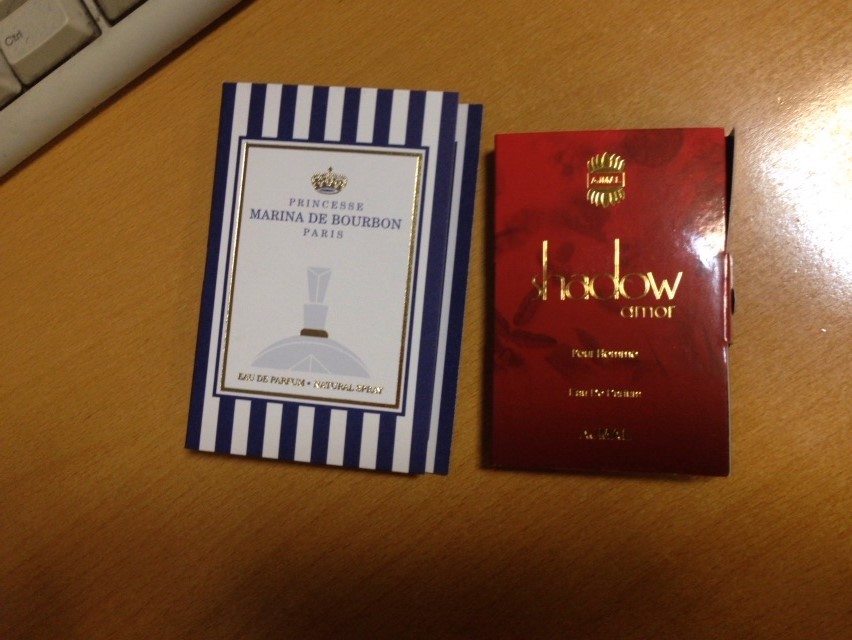 Ctrl
PRINCESSE
MARINA DE BOURBON
PARIS
EAU DE PARFUM • NATURAL SPRAY
AJMAL
shadow
amor
Pour Homme
Eau De Parfum
AJMAL